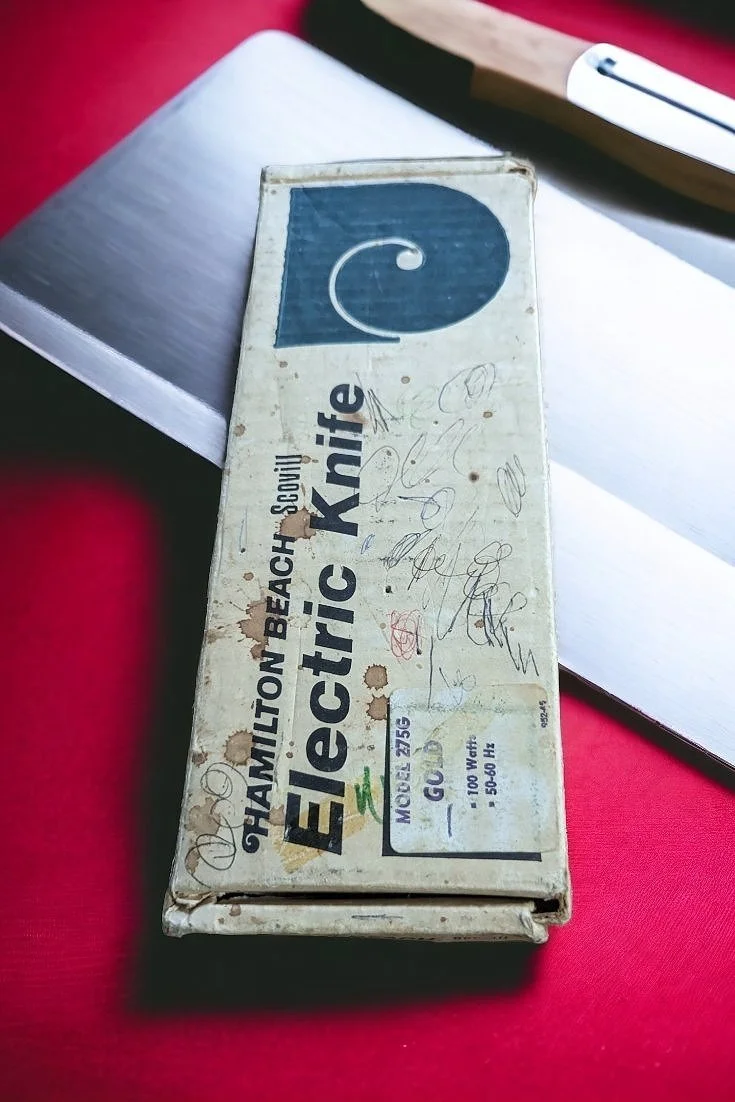 HAMILTON BEACH Scovill
Electric Knife
MODEL 275G
GOLD
100 Watts
50-60 Hz